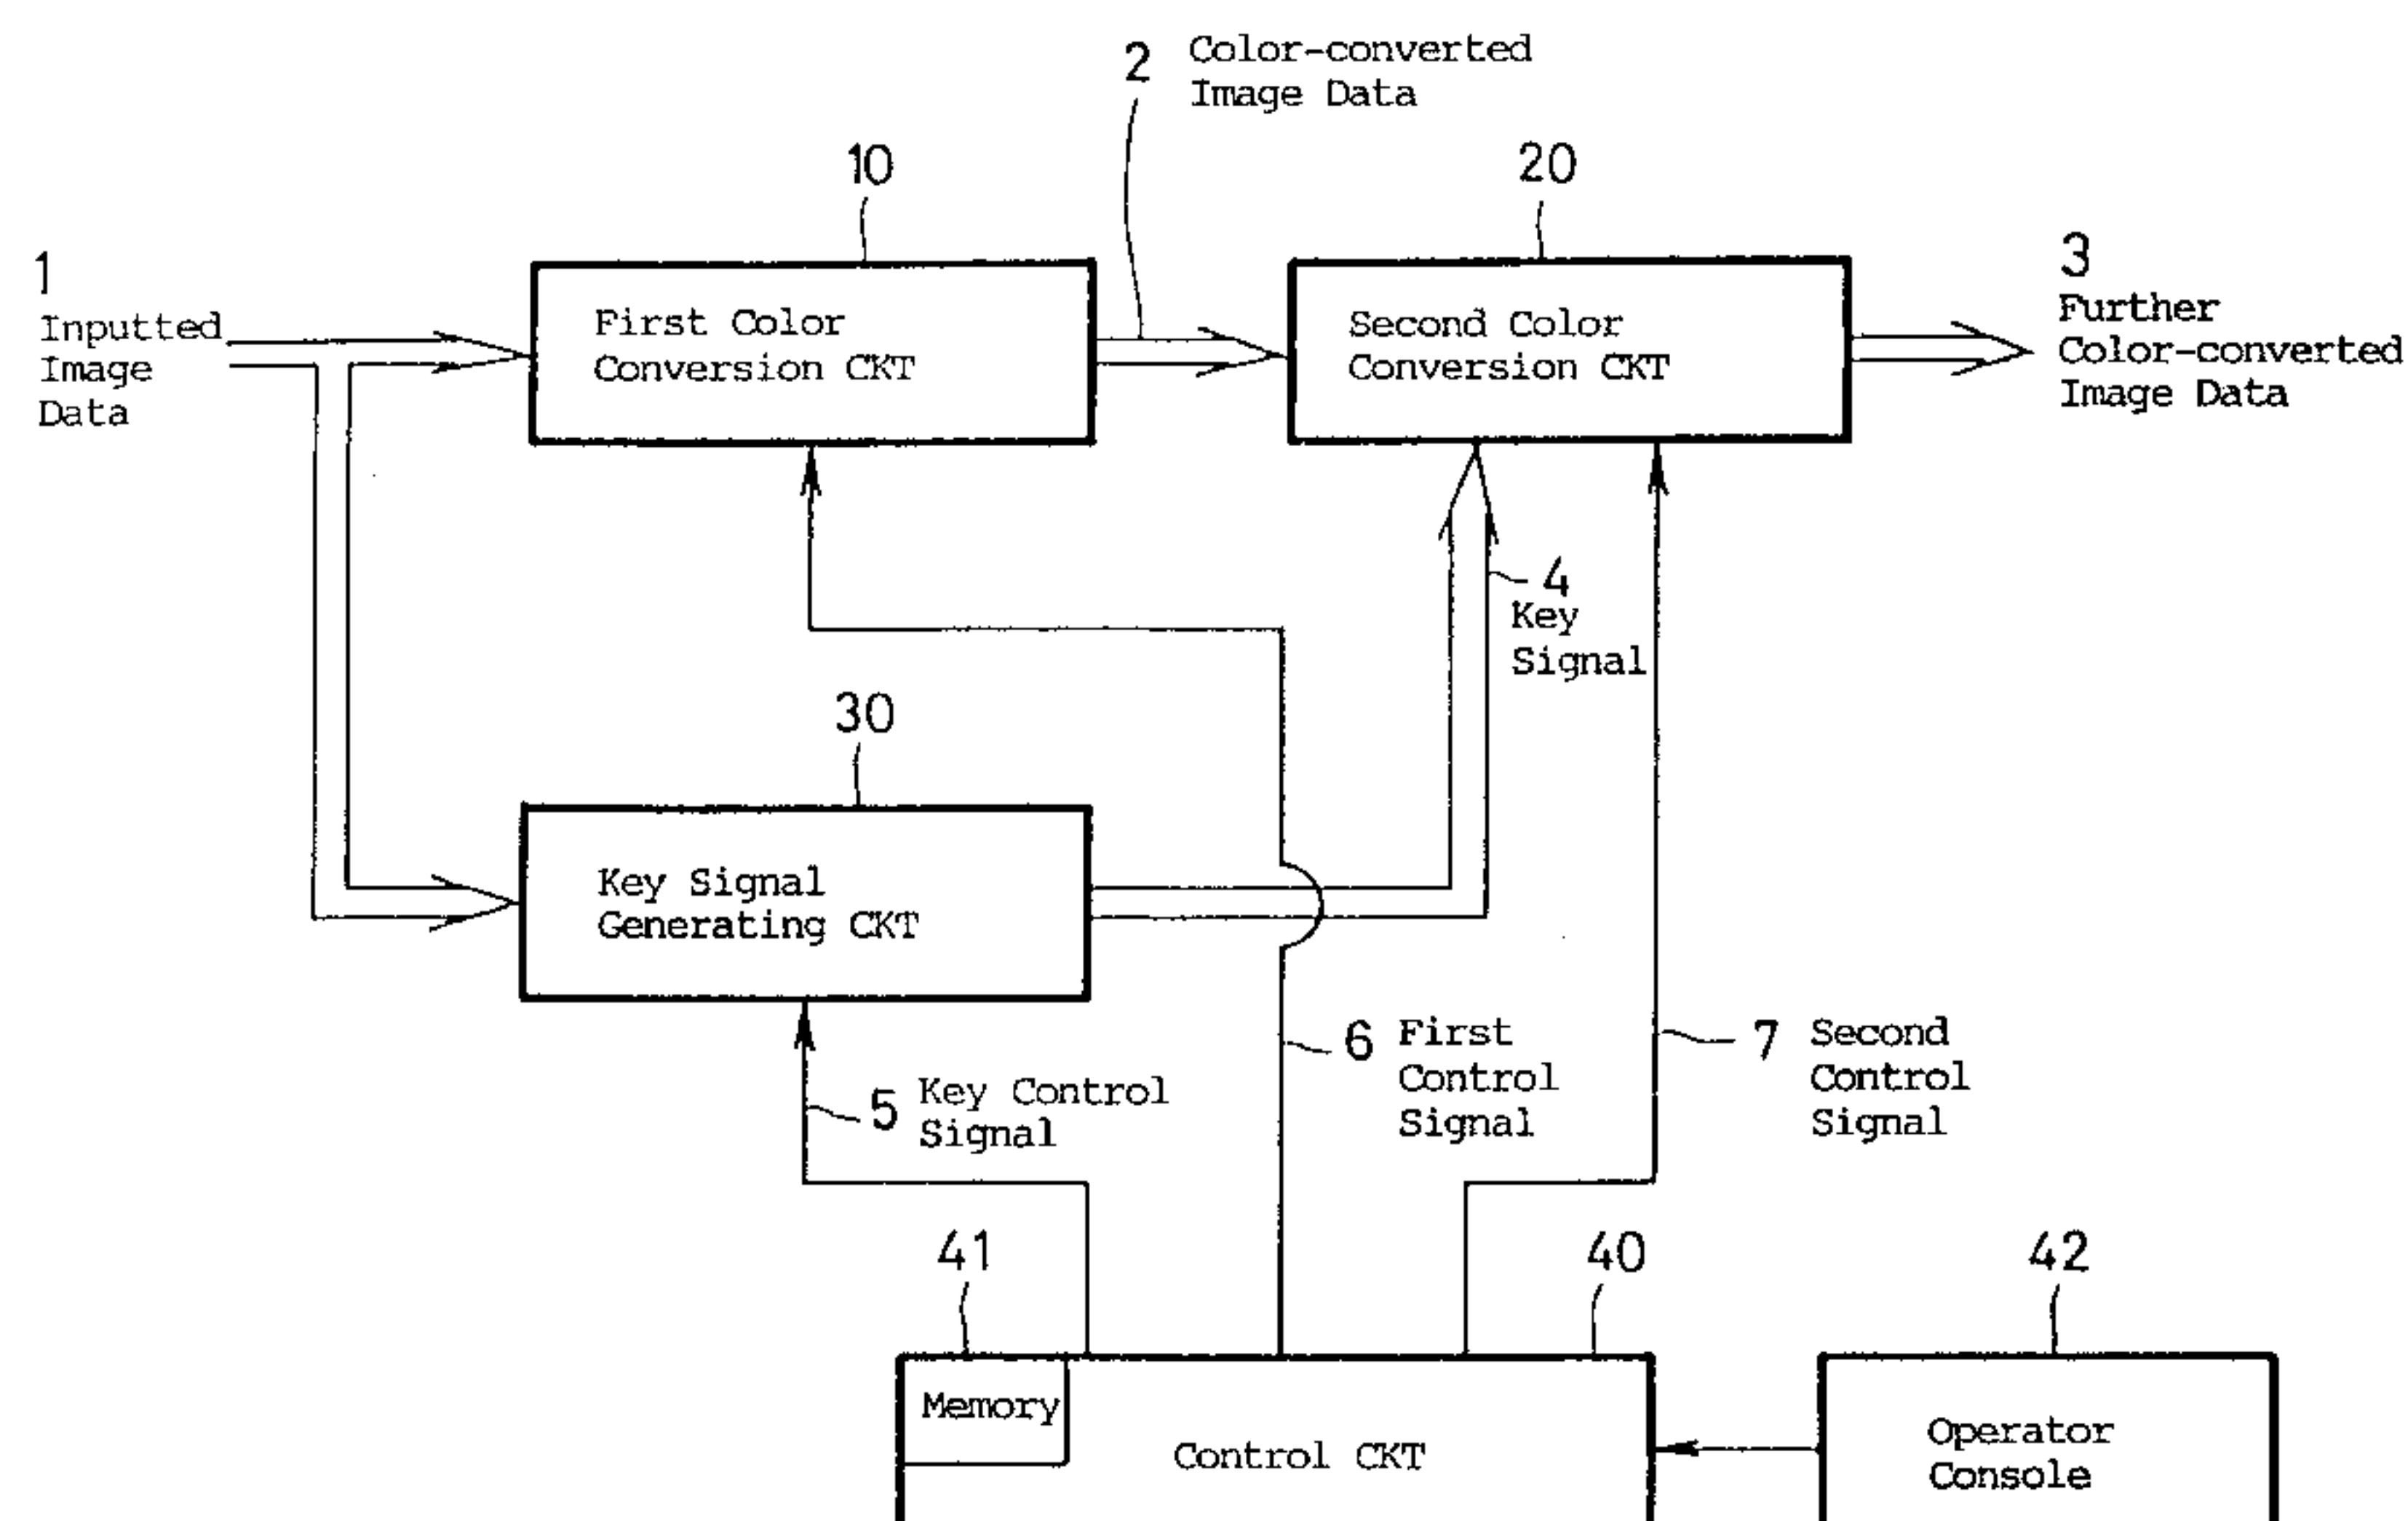 2 Color-converted
Image Data
10
20
1
Inputted
Image
Data
First Color
Conversion CKT
Second Color
Conversion CKT
3
Further
Color-converted
Image Data
4
Key
Signal
30
Key Signal
Generating CKT
5 Key Control
Signal
6 First
Control
Signal
7 Second
Control
Signal
41
40
42
Memory
Control CKT
Operator
Console